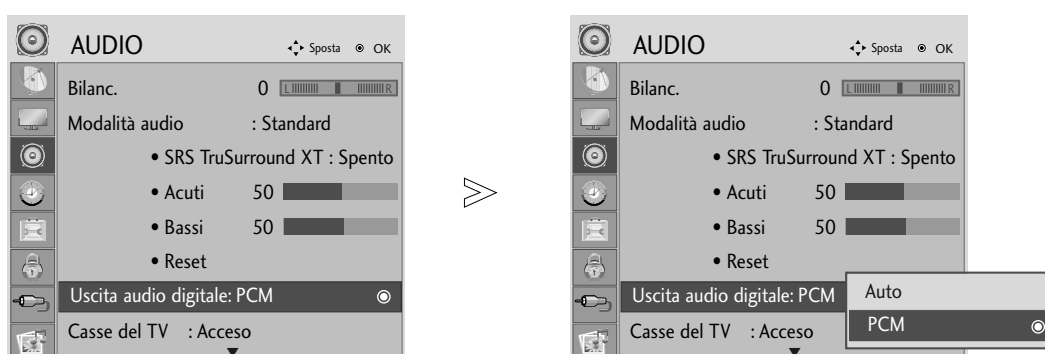 AUDIO Sposta OK
Bilanc. 0 L R
Modalità audio : Standard
• SRS TruSurround XT : Spento
• Acuti 50
• Bassi 50
• Reset
Uscita audio digitale: PCM
Casse del TV : Acceso
AUDIO Sposta OK
Bilanc. 0 L R
Modalità audio : Standard
• SRS TruSurround XT : Spento
• Acuti 50
• Bassi 50
• Reset
Uscita audio digitale: PCM
Casse del TV : Acceso
Auto
PCM